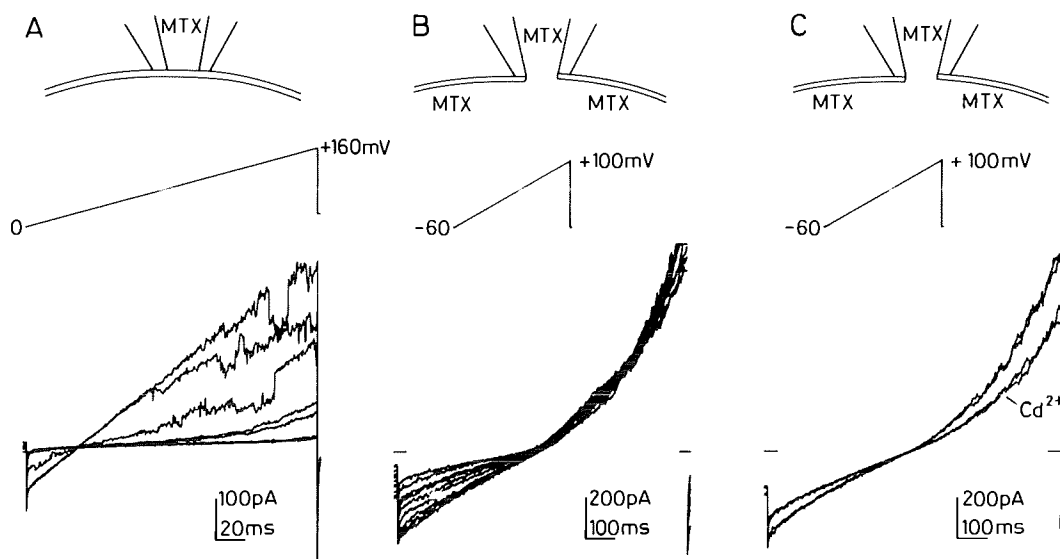 A
MTX
0
+160mV
100pA
20ms
B
MTX
MTX
MTX
-60
+100mV
200pA
100ms
C
MTX
MTX
MTX
-60
+100mV
Cd²⁺
200pA
100ms